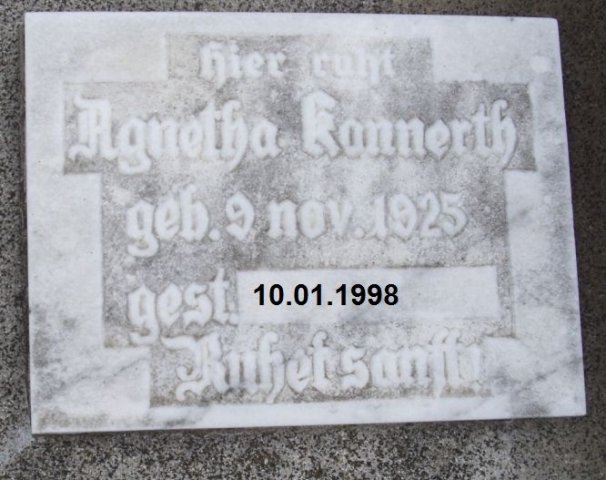 Hier ruht
Agnetha Konnerth
geb. 9 nov. 1925
gest. 10.01.1998
Ruhet sanft!